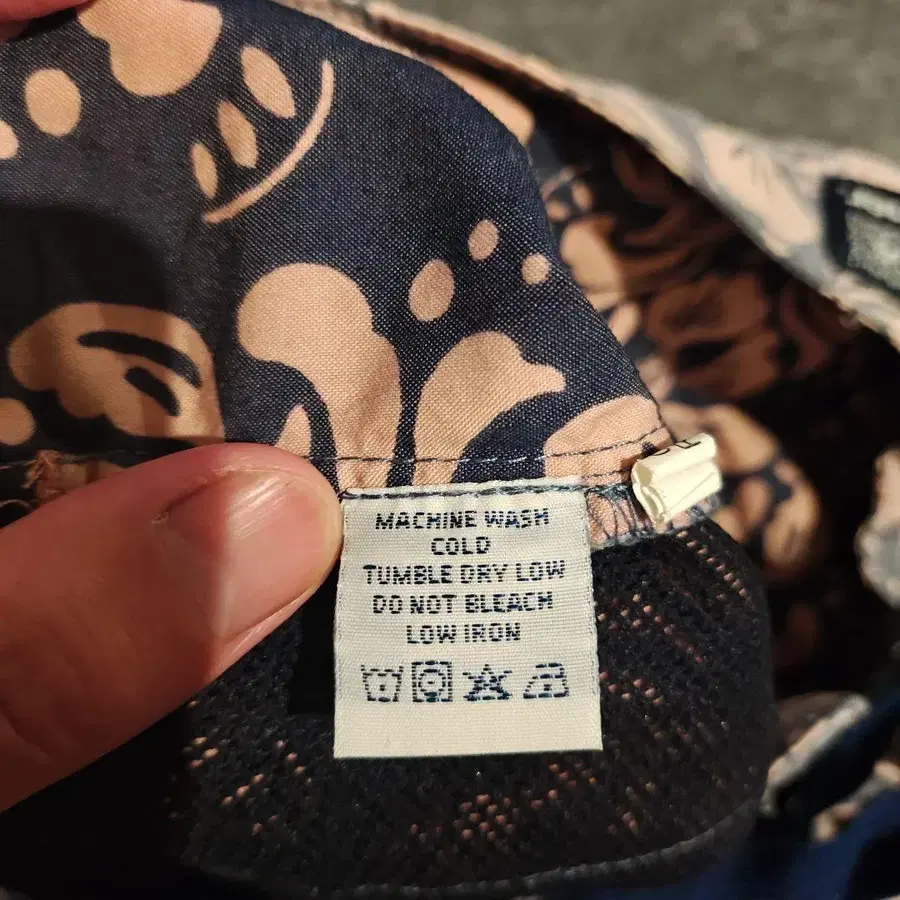 MACHINE WASH
COLD
TUMBLE DRY LOW
DO NOT BLEACH
LOW IRON